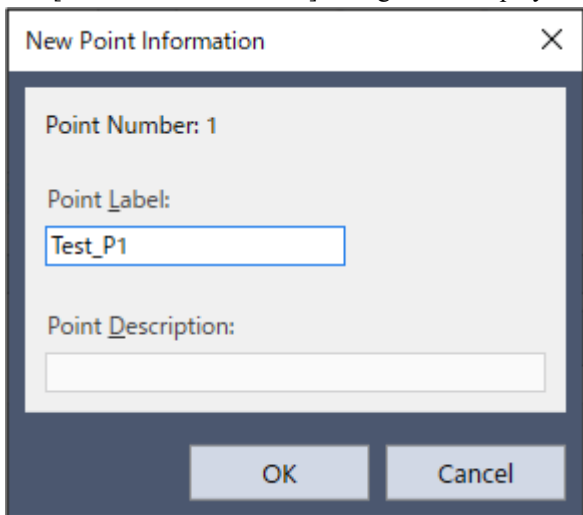 New Point Information
Point Number: 1
Point Label:
Test_P1
Point Description:
OK
Cancel